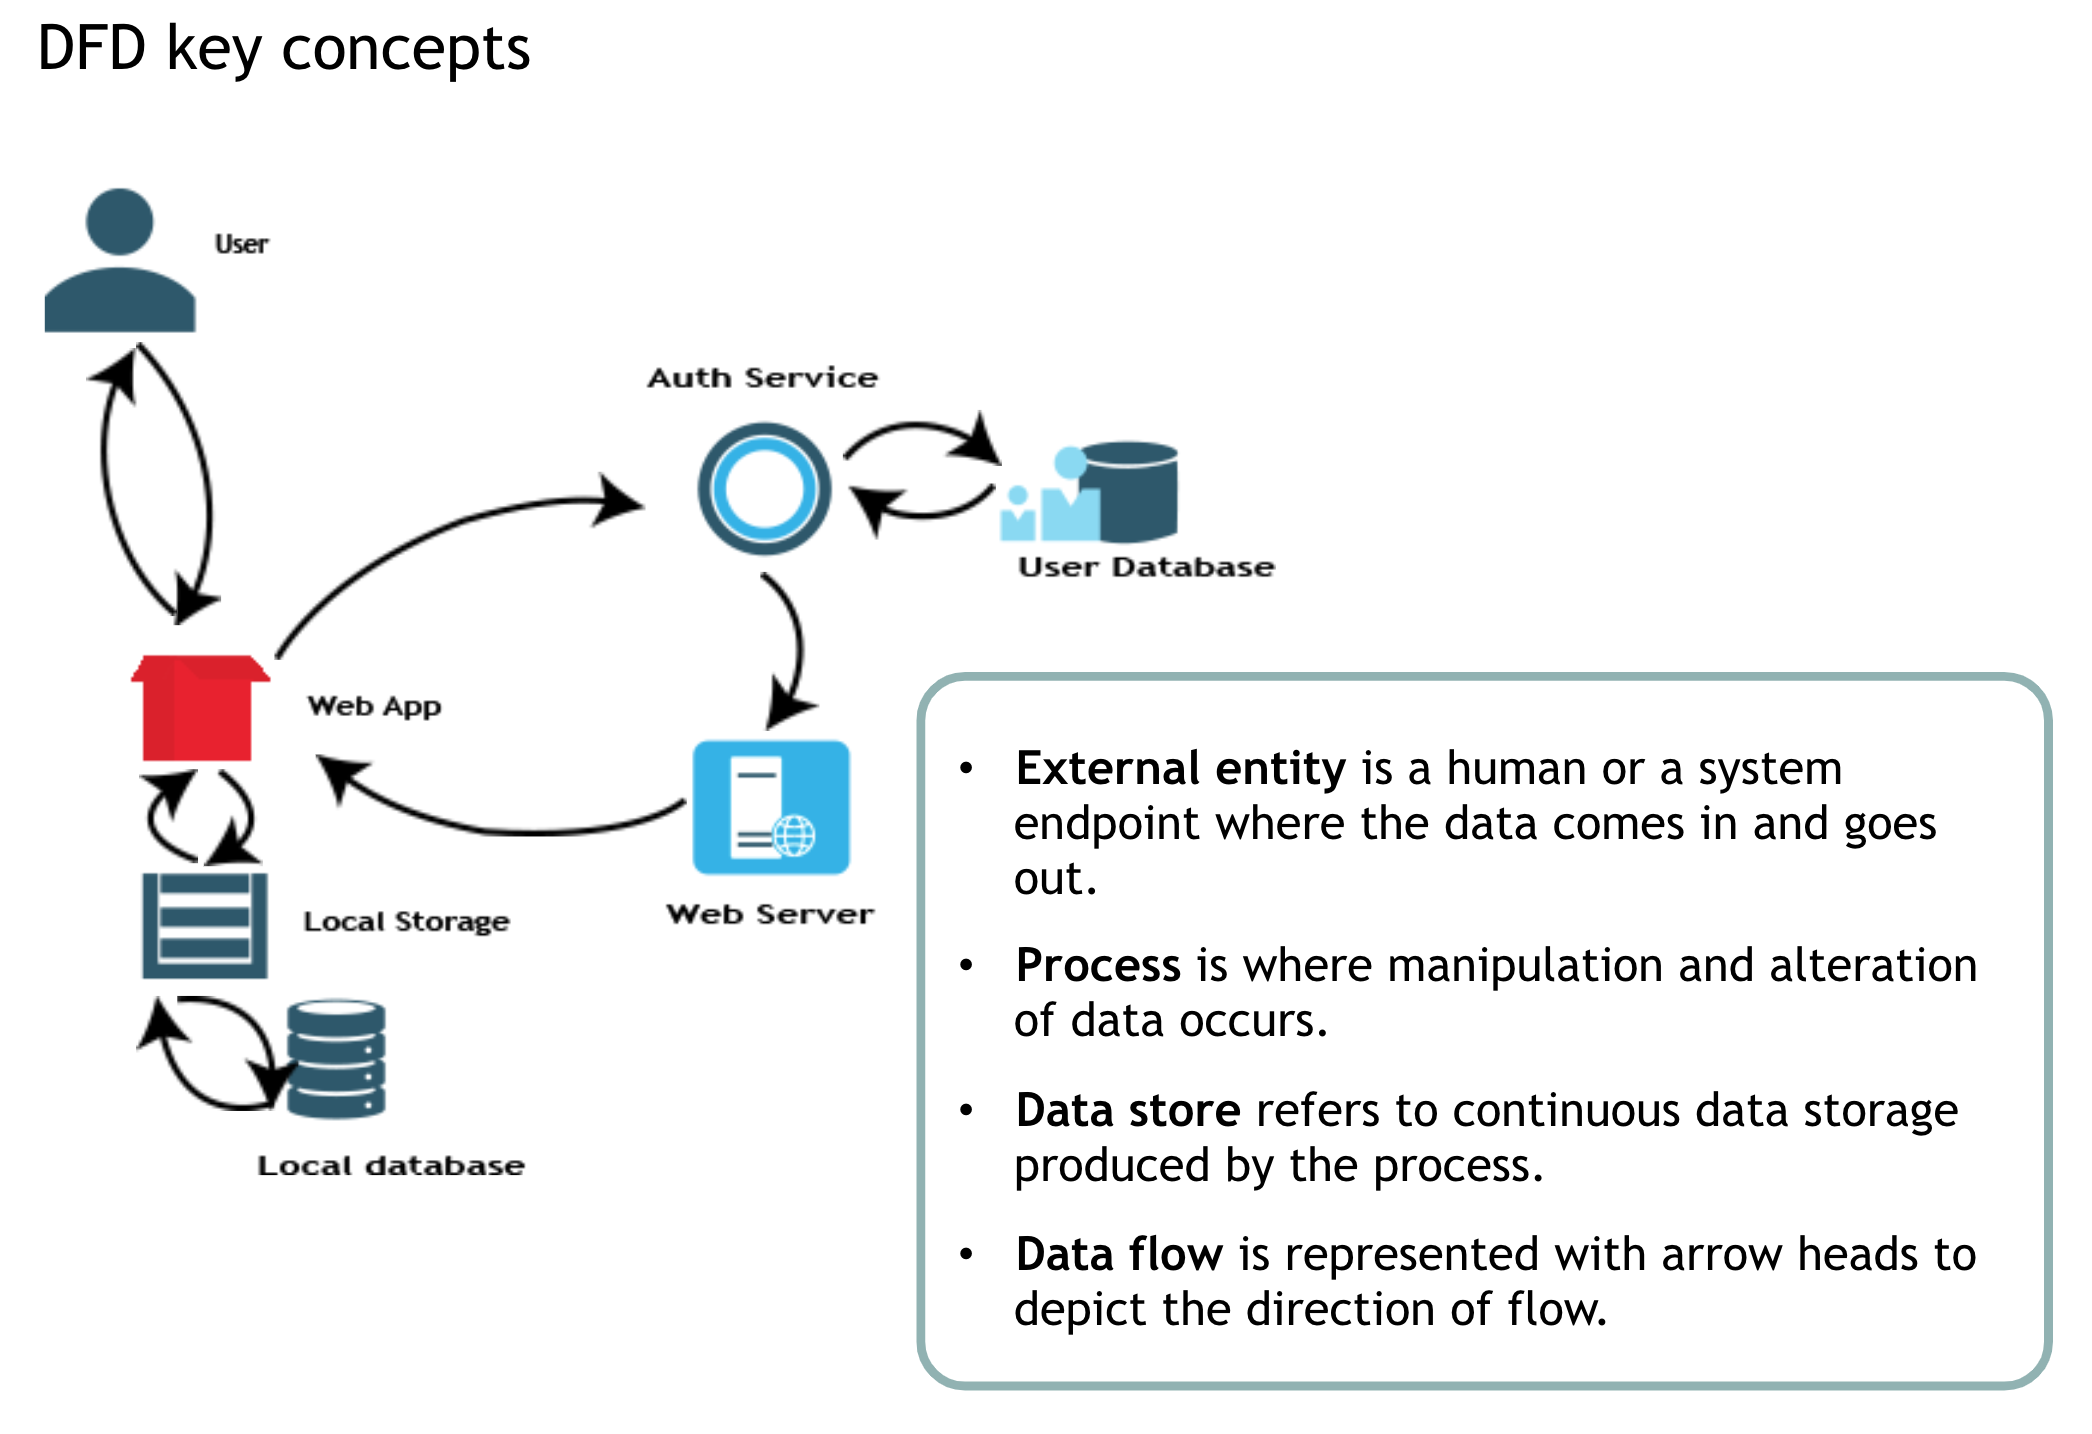 DFD key concepts
User
Auth Service
User Database
Web App
Local Storage
Web Server
Local database
• External entity is a human or a system
endpoint where the data comes in and goes
out.
• Process is where manipulation and alteration
of data occurs.
• Data store refers to continuous data storage
produced by the process.
• Data flow is represented with arrow heads to
depict the direction of flow.